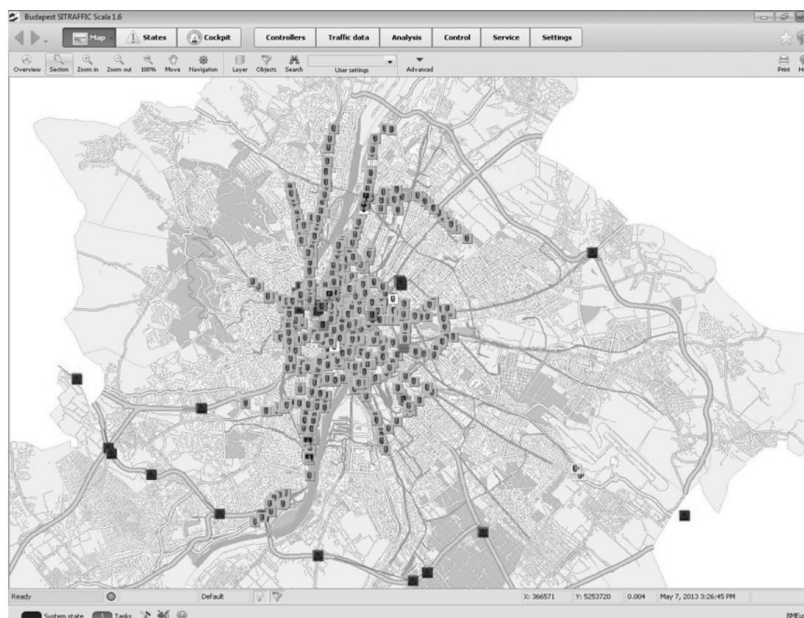 Budapest SITRAFFIC Scala 1.6
Map States Cockpit Controllers Traffic data Analysis Control Service Settings
Overview Section Zoom in Zoom out 100% Move Navigation Layer Objects Search User settings Advanced Print
Ready Default X: 366571 Y: 5253720 0.004 May 7, 2013 3:26:45 PM
System state Tasks